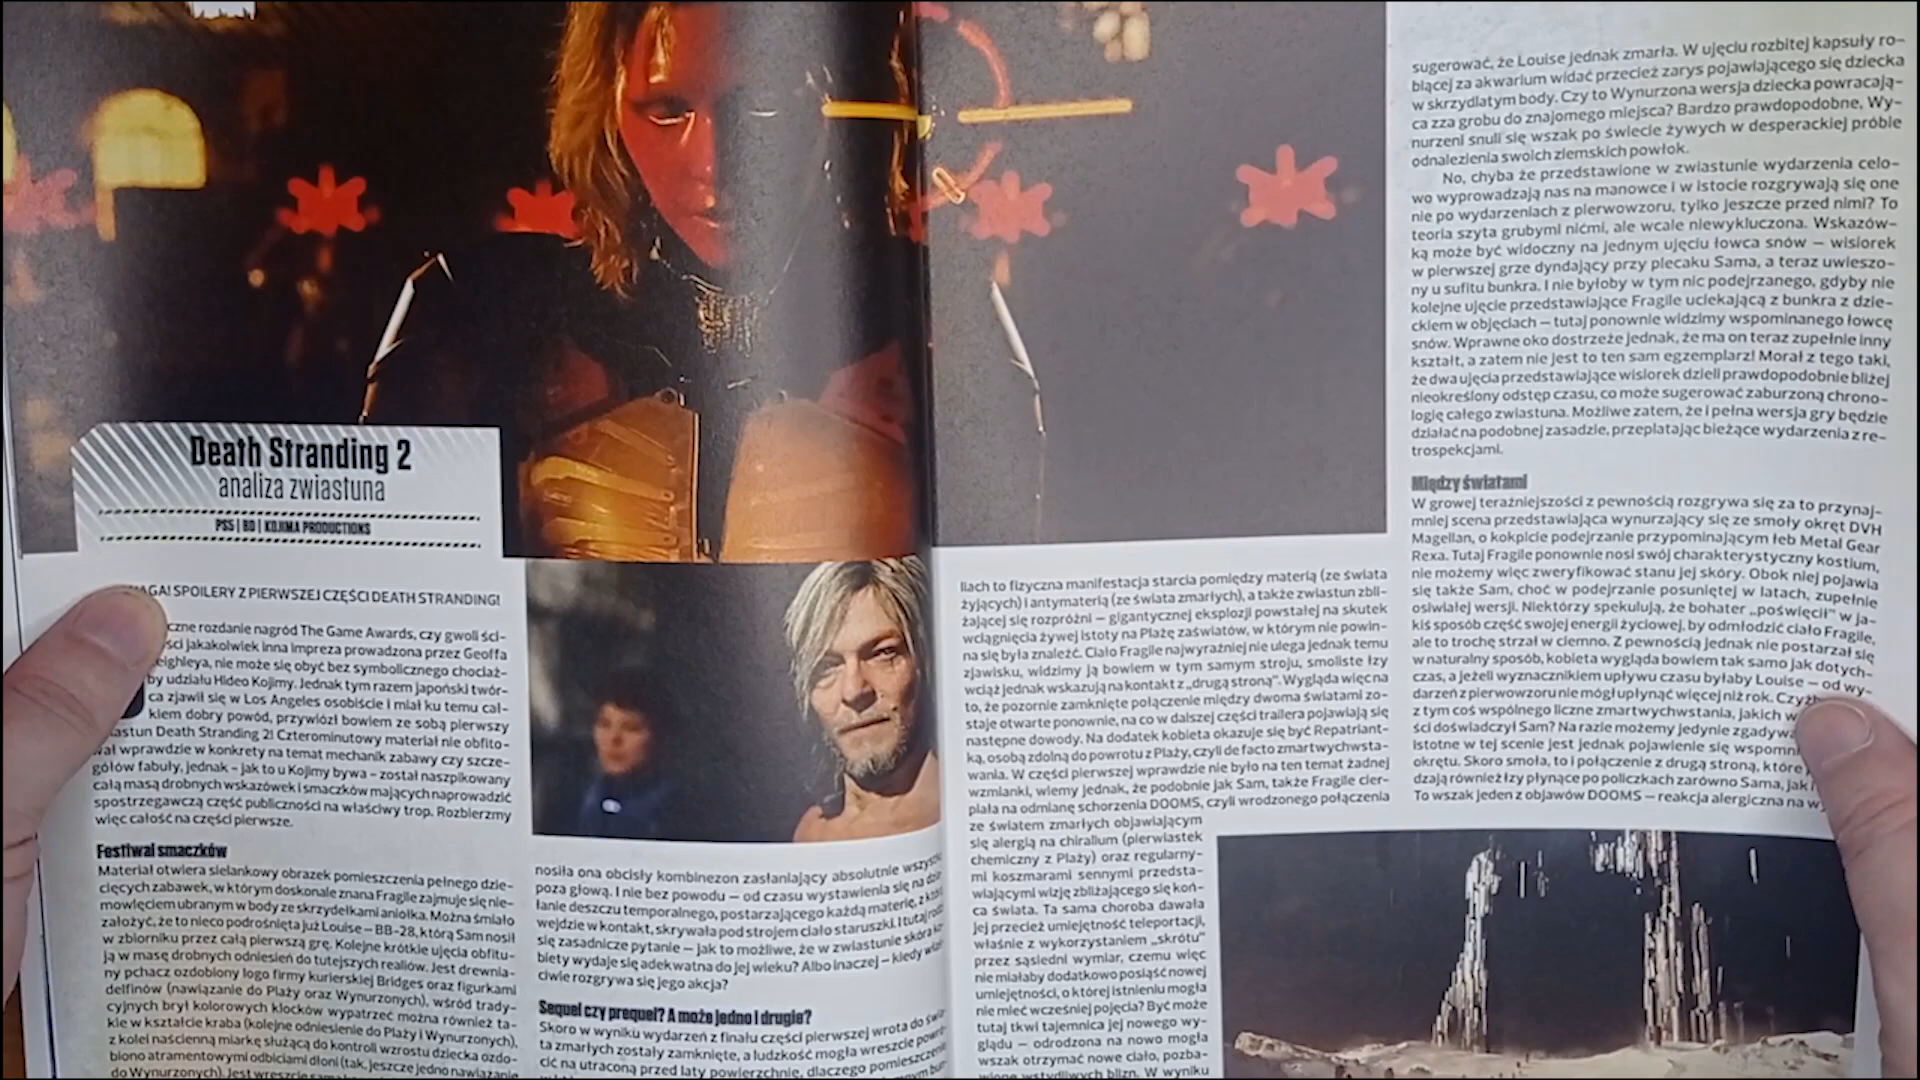 Death Stranding 2
analiza zwiastuna
PS5 | BD | KOJIMA PRODUCTIONS
AGA! SPOILERY Z PIERWSZEJ CZĘŚCI DEATH STRANDING!
czne rozdanie nagród The Game Awards, czy gwoli ści-
ści jakakolwiek inna impreza prowadzona przez Geoffa
eighleya, nie może się obyć bez symbolicznego chociaż-
by udziału Hideo Kojimy. Jednak tym razem japoński twór-
ca zjawił się w Los Angeles osobiście i miał ku temu cał-
kiem dobry powód, przywiózł bowiem ze sobą pierwszy
astun Death Stranding 2! Czterominutowy materiał nie obfito-
wał wprawdzie w konkrety na temat mechanik zabawy czy szcze-
gółów fabuły, jednak – jak to u Kojimy bywa – został naszpikowany
całą masą drobnych wskazówek i smaczków mających naprowadzić
spostrzegawczą część publiczności na właściwy trop. Rozbierzmy
więc całość na części pierwsze.
Festiwal smaczków
Materiał otwiera sielankowy obrazek pomieszczenia pełnego dzie-
cięcych zabawek, w którym doskonale znana Fragile zajmuje się nie-
mowlęciem ubranym w body ze skrzydełkami aniołka. Można śmiało
założyć, że to nieco podrośnięta już Louise – BB-28, którą Sam nosił
w zbiorniku przez całą pierwszą grę. Kolejne krótkie ujęcia obfitu-
ją w masę drobnych odniesień do tutejszych realiów. Jest drewnia-
ny pchacz ozdobiony logo firmy kurierskiej Bridges oraz figurkami
delfinów (nawiązanie do Plaży oraz Wynurzonych), wśród trady-
cyjnych brył kolorowych klocków wypatrzeć można również ta-
kie w kształcie kraba (kolejne odniesienie do Plaży i Wynurzonych),
z kolei naścienną miarkę służącą do kontroli wzrostu dziecka ozdo-
biono atramentowymi odbiciami dłoni (tak, jeszcze jedno nawiązanie
do Wynurzonych). Jest wreszcie
nosiła ona obcisły kombinezon zasłaniający absolutnie
poza głową. I nie bez powodu – od czasu wystawienia się na
łanie deszczu temporalnego, postarzającego każdą materię, z
wejdzie w kontakt, skrywała pod strojem ciało staruszki. I tutaj
się zasadnicze pytanie – jak to możliwe, że w zwiastunie skóra
biety wydaje się adekwatna do jej wieku? Albo inaczej – kiedy
ciwie rozgrywa się jego akcja?
Sequel czy prequel? A może jedno i drugie?
Skoro w wyniku wydarzeń z finału części pierwszej wrota do
ta zmarłych zostały zamknięte, a ludzkość mogła wreszcie
cić na utraconą przed laty powierzchnię, dlaczego pomieszczenie
liach to fizyczna manifestacja starcia pomiędzy materią (ze świata
żyjących) i antymaterią (ze świata zmarłych), a także zwiastun zbli-
żającej się rozpróżni – gigantycznej eksplozji powstałej na skutek
wciągnięcia żywej istoty na Plażę zaświatów, w którym nie powin-
na się była znaleźć. Ciało Fragile najwyraźniej nie ulega jednak temu
zjawisku, widzimy ją bowiem w tym samym stroju, smoliste łzy
wciąż jednak wskazują na kontakt z „drugą stroną”. Wygląda więc na
to, że pozornie zamknięte połączenie między dwoma światami zo-
staje otwarte ponownie, na co w dalszej części trailera pojawiają się
następne dowody. Na dodatek kobieta okazuje się być Repatriant-
ką, osobą zdolną do powrotu z Plaży, czyli de facto zmartwychwsta-
wania. W części pierwszej wprawdzie nie było na ten temat żadnej
wzmianki, wiemy jednak, że podobnie jak Sam, także Fragile cier-
piała na odmianę schorzenia DOOMS, czyli wrodzonego połączenia
ze światem zmarłych objawiającym
się alergią na chiralium (pierwiastek
chemiczny z Plaży) oraz regularny-
mi koszmarami sennymi przedsta-
wiającymi wizję zbliżającego się koń-
ca świata. Ta sama choroba dawała
jej przecież umiejętność teleportacji,
właśnie z wykorzystaniem „skrótu”
przez sąsiedni wymiar, czemu więc
nie miałaby dodatkowo posiąść nowej
umiejętności, o której istnieniu mogła
nie mieć wcześniej pojęcia? Być może
tutaj tkwi tajemnica jej nowego wy-
glądu – odrodzona na nowo mogła
wszak otrzymać nowe ciało, pozba-
wione wstydliwych blizn. W wyniku
sugerować, że Louise jednak zmarła. W ujęciu rozbitej kapsuły ro-
biącej za akwarium widać przecież zarys pojawiającego się dziecka
w skrzydlatym body. Czy to Wynurzona wersja dziecka powracają-
ca zza grobu do znajomego miejsca? Bardzo prawdopodobne, Wy-
nurzeni snuli się wszak po świecie żywych w desperackiej próbie
odnalezienia swoich ziemskich powłok.
No, chyba że przedstawione w zwiastunie wydarzenia celo-
wo wyprowadzają nas na manowce i w istocie rozgrywają się one
nie po wydarzeniach z pierwowzoru, tylko jeszcze przed nimi? To
teoria szyta grubymi nićmi, ale wcale niewykluczona. Wskazów-
ką może być widoczny na jednym ujęciu łowca snów – wisiorek
w pierwszej grze dyndający przy plecaku Sama, a teraz uwieszo-
ny u sufitu bunkra. I nie byłoby w tym nic podejrzanego, gdyby nie
kolejne ujęcie przedstawiające Fragile uciekającą z bunkra z dzie-
ckiem w objęciach – tutaj ponownie widzimy wspominanego łowcę
snów. Wprawne oko dostrzeże jednak, że ma on teraz zupełnie inny
kształt, a zatem nie jest to ten sam egzemplarz! Morał z tego taki,
że dwa ujęcia przedstawiające wisiorek dzieli prawdopodobnie bliżej
nieokreślony odstęp czasu, co może sugerować zaburzoną chrono-
logię całego zwiastuna. Możliwe zatem, że i pełna wersja gry będzie
działać na podobnej zasadzie, przeplatając bieżące wydarzenia z re-
trospekcjami.
Między światami
W growej teraźniejszości z pewnością rozgrywa się za to przynaj-
mniej scena przedstawiająca wynurzający się ze smoły okręt DVH
Magellan, o kokpicie podejrzanie przypominającym łeb Metal Gear
Rexa. Tutaj Fragile ponownie nosi swój charakterystyczny kostium,
nie możemy więc zweryfikować stanu jej skóry. Obok niej pojawia
się także Sam, choć w podejrzanie posuniętej w latach, zupełnie
osiwiałej wersji. Niektórzy spekulują, że bohater „poświęcił” w ja-
kiś sposób część swojej energii życiowej, by odmłodzić ciało Fragile,
ale to trochę strzał w ciemno. Z pewnością jednak nie postarzał się
w naturalny sposób, kobieta wygląda bowiem tak samo jak dotych-
czas, a jeżeli wyznacznikiem upływu czasu byłaby Louise – od wy-
darzeń z pierwowzoru nie mógł upłynąć więcej niż rok. Czyż
z tym coś wspólnego liczne zmartwychwstania, jakich w
ści doświadczył Sam? Na razie możemy jedynie zgadywa
Istotne w tej scenie jest jednak pojawienie się wspomn
okrętu. Skoro smoła, to i połączenie z drugą stroną, które
dzają również łzy płynące po policzkach zarówno Sama, jak i
To wszak jeden z objawów DOOMS – reakcja alergiczna na wy